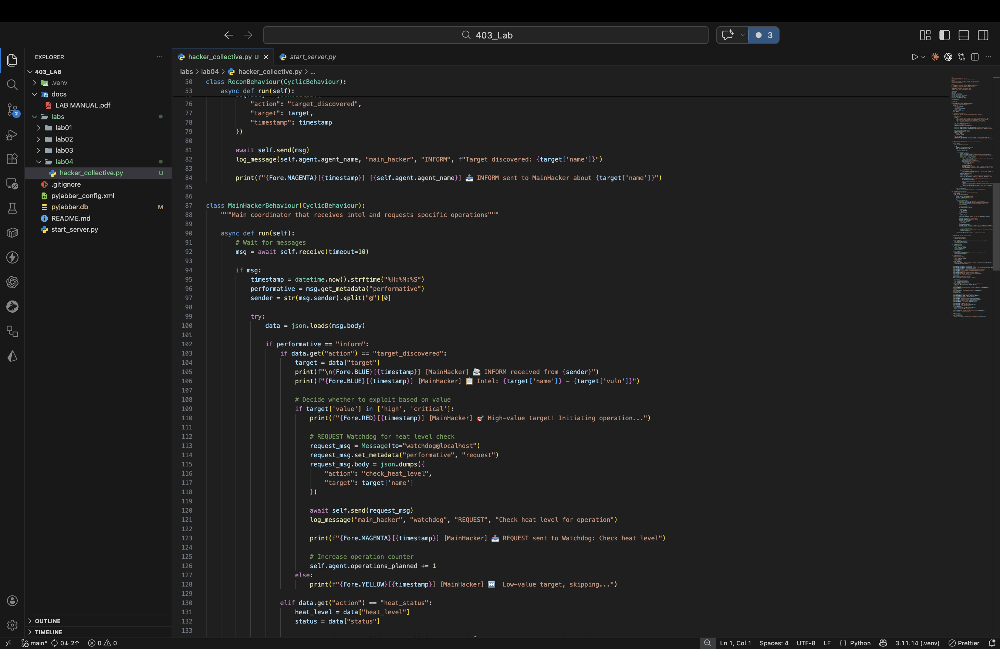 403_Lab
3
EXPLORER
hacker_collective.py U
start_server.py
403_LAB
labs > lab04 > hacker_collective.py > ...
.venv
docs
LAB MANUAL.pdf
labs
lab01
lab02
lab03
lab04
hacker_collective.py U
.gitignore
pyjabber_config.xml
pyjabber.db M
README.md
start_server.py
2
OUTLINE
TIMELINE
50 class ReconBehaviour(CyclicBehaviour):
53 async def run(self):
76 "action": "target_discovered",
77 "target": target,
78 "timestamp": timestamp
79 })
80
81 await self.send(msg)
82 log_message(self.agent.agent_name, "main_hacker", "INFORM", f"Target discovered: {target['name']}")
83
84 print(f"{Fore.MAGENTA}[{timestamp}] [{self.agent.agent_name}] 📤 INFORM sent to MainHacker about {target['name']}")
85
86
87 class MainHackerBehaviour(CyclicBehaviour):
88 """Main coordinator that receives intel and requests specific operations"""
89
90 async def run(self):
91 # Wait for messages
92 msg = await self.receive(timeout=10)
93
94 if msg:
95 timestamp = datetime.now().strftime("%H:%M:%S")
96 performative = msg.get_metadata("performative")
97 sender = str(msg.sender).split("@")[0]
98
99 try:
100 data = json.loads(msg.body)
101
102 if performative == "inform":
103 if data.get("action") == "target_discovered":
104 target = data["target"]
105 print(f"\n{Fore.BLUE}[{timestamp}] [MainHacker] 📨 INFORM received from {sender}")
106 print(f"{Fore.BLUE}[{timestamp}] [MainHacker] 📋 Intel: {target['name']} - {target['vuln']}")
107
108 # Decide whether to exploit based on value
109 if target['value'] in ['high', 'critical']:
110 print(f"{Fore.RED}[{timestamp}] [MainHacker] 🎯 High-value target! Initiating operation...")
111
112 # REQUEST Watchdog for heat level check
113 request_msg = Message(to="watchdog@localhost")
114 request_msg.set_metadata("performative", "request")
115 request_msg.body = json.dumps({
116 "action": "check_heat_level",
117 "target": target['name']
118 })
119
120 await self.send(request_msg)
121 log_message("main_hacker", "watchdog", "REQUEST", "Check heat level for operation")
122
123 print(f"{Fore.MAGENTA}[{timestamp}] [MainHacker] 📤 REQUEST sent to Watchdog: Check heat level")
124
125 # Increase operation counter
126 self.agent.operations_planned += 1
127 else:
128 print(f"{Fore.YELLOW}[{timestamp}] [MainHacker] ⏭️ Low-value target, skipping...")
129
130 elif data.get("action") == "heat_status":
131 heat_level = data["heat_level"]
132 status = data["status"]
133
main* 0↓ 2↑ 0 0
Ln 1, Col 1 Spaces: 4 UTF-8 LF { } Python 3.11.14 (.venv) Prettier